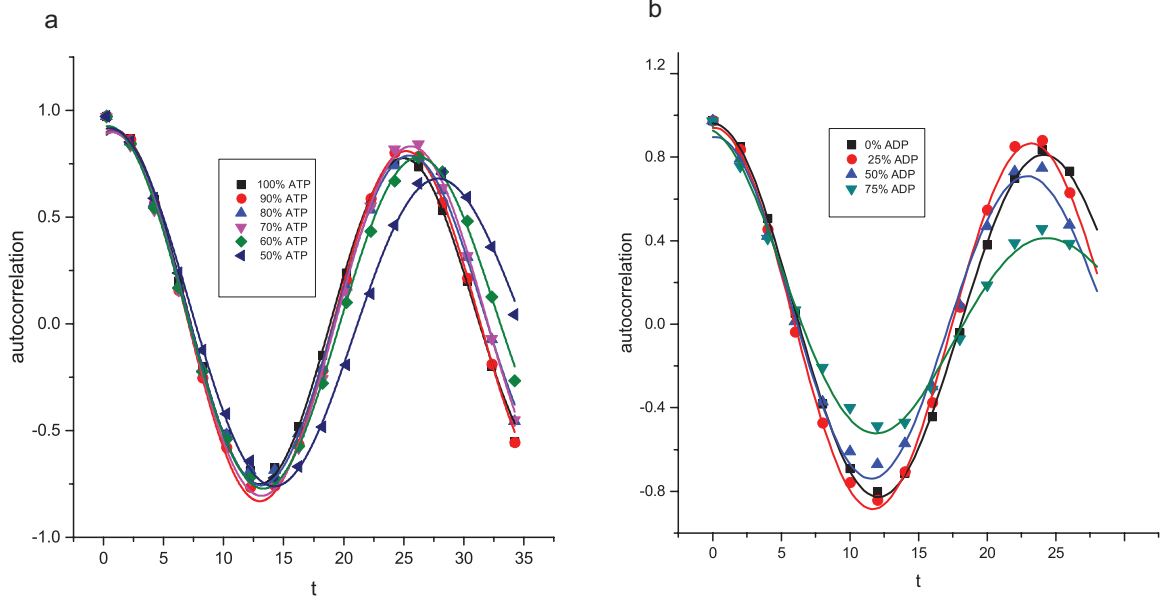 a
autocorrelation
1.0
0.5
0.0
-0.5
-1.0
100% ATP
90% ATP
80% ATP
70% ATP
60% ATP
50% ATP
0 5 10 15 20 25 30 35
t
b
autocorrelation
1.2
0.8
0.4
0.0
-0.4
-0.8
0% ADP
25% ADP
50% ADP
75% ADP
0 5 10 15 20 25
t